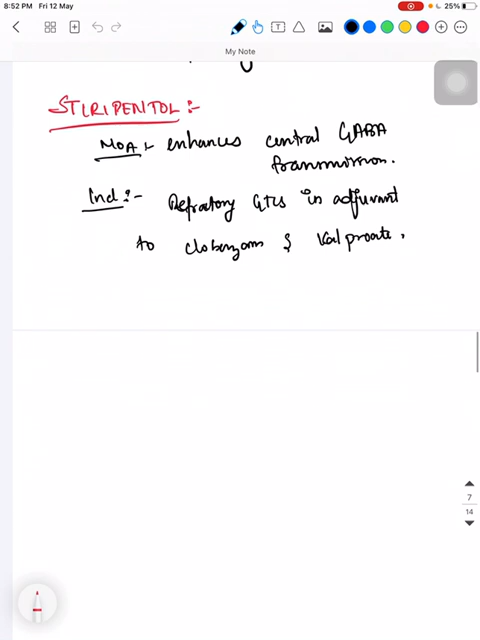 8:52 PM Fri 12 May
25%
My Note
STIRIPENTOL :-
MOA :- enhances central GABA
transmission.
Ind :- Refractory GTCS in adjuvant
to clobazam & Valproate.
7
14